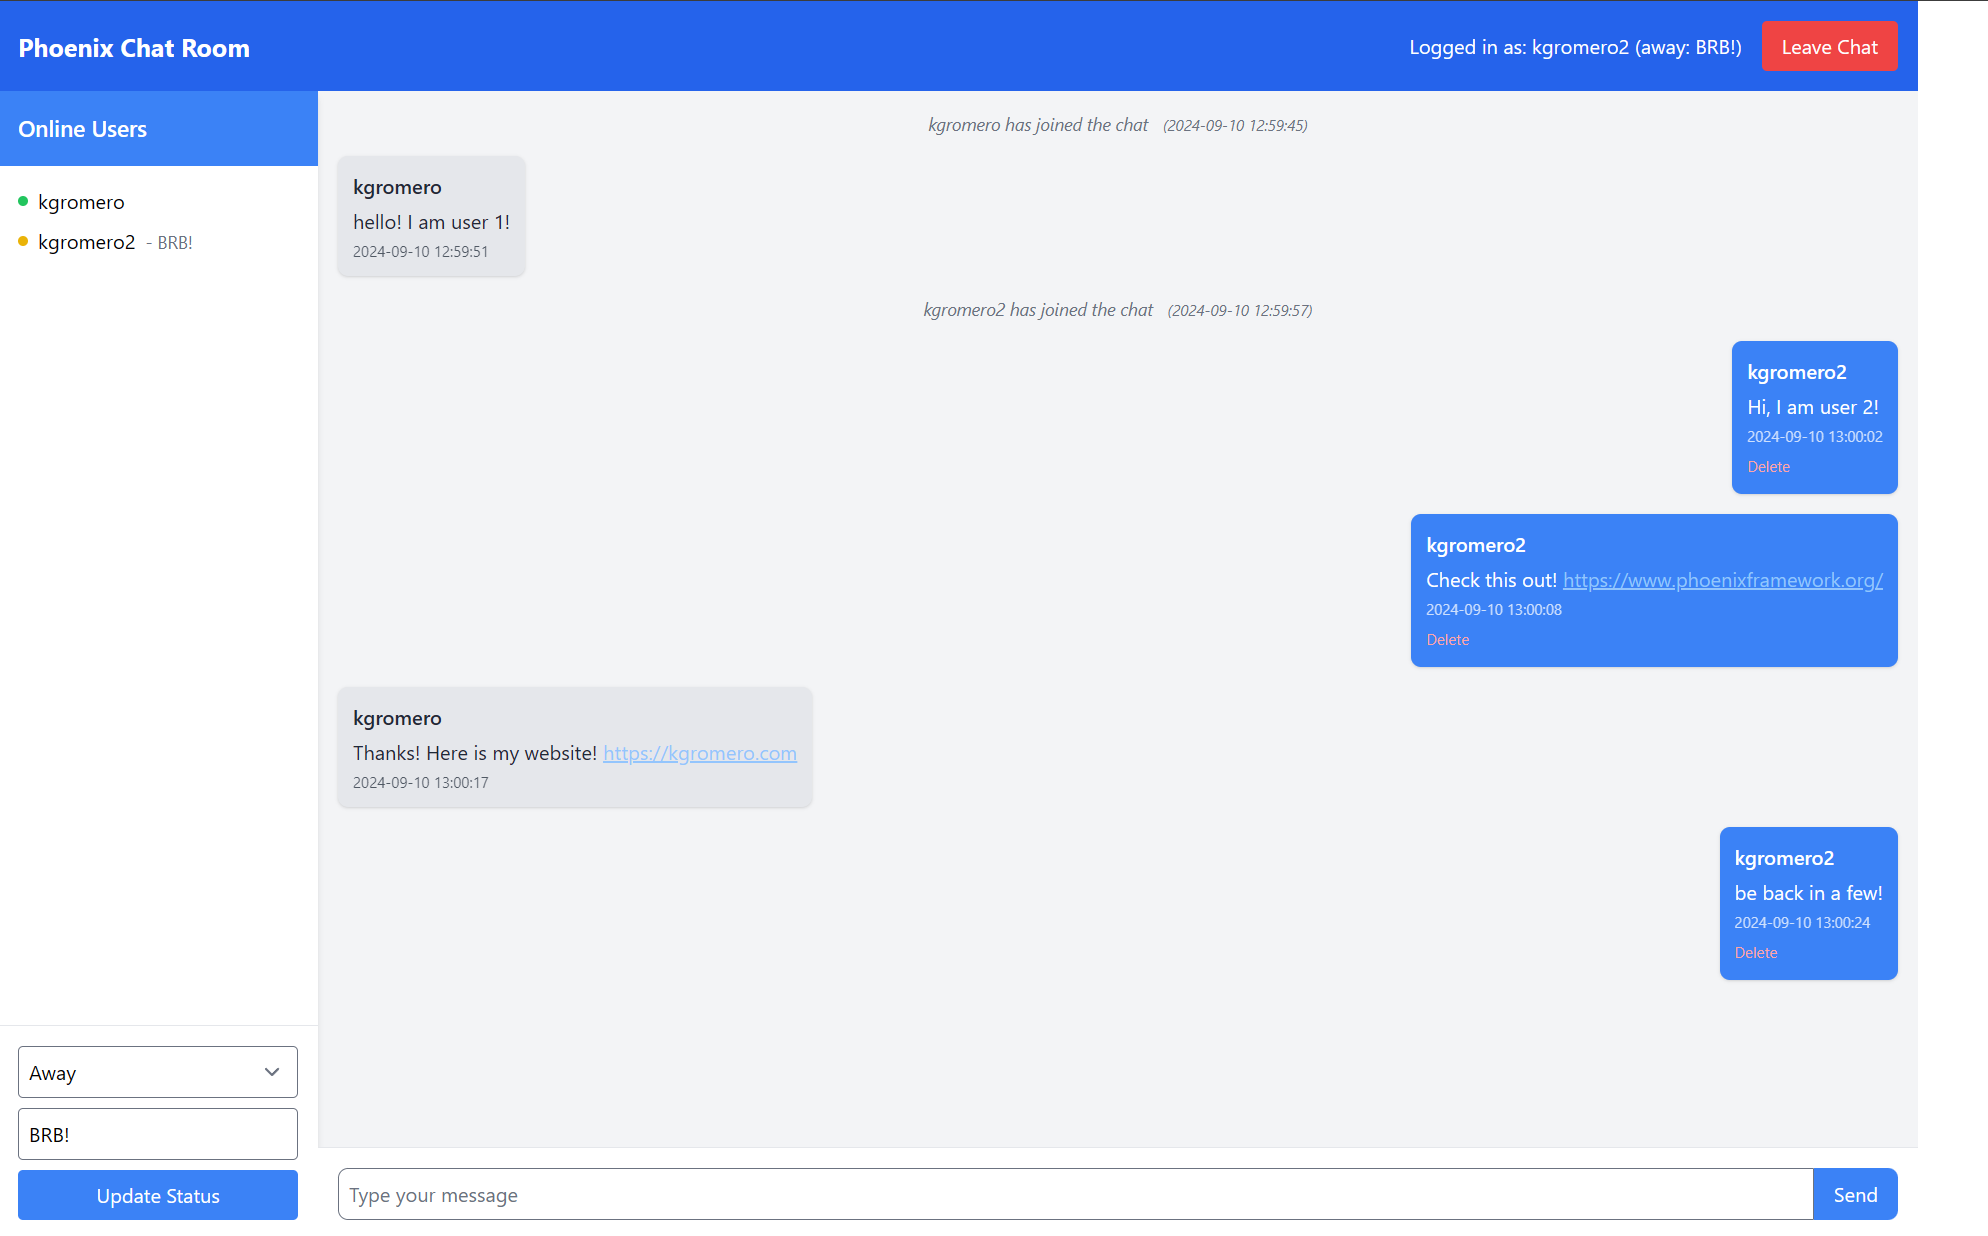 Phoenix Chat Room
Logged in as: kgromero2 (away: BRB!)
Leave Chat
Online Users
kgromero
kgromero2 - BRB!
Away
BRB!
Update Status
kgromero has joined the chat (2024-09-10 12:59:45)
kgromero
hello! I am user 1!
2024-09-10 12:59:51
kgromero2 has joined the chat (2024-09-10 12:59:57)
kgromero2
Hi, I am user 2!
2024-09-10 13:00:02
Delete
kgromero2
Check this out! https://www.phoenixframework.org/
2024-09-10 13:00:08
Delete
kgromero
Thanks! Here is my website! https://kgromero.com
2024-09-10 13:00:17
kgromero2
be back in a few!
2024-09-10 13:00:24
Delete
Type your message
Send